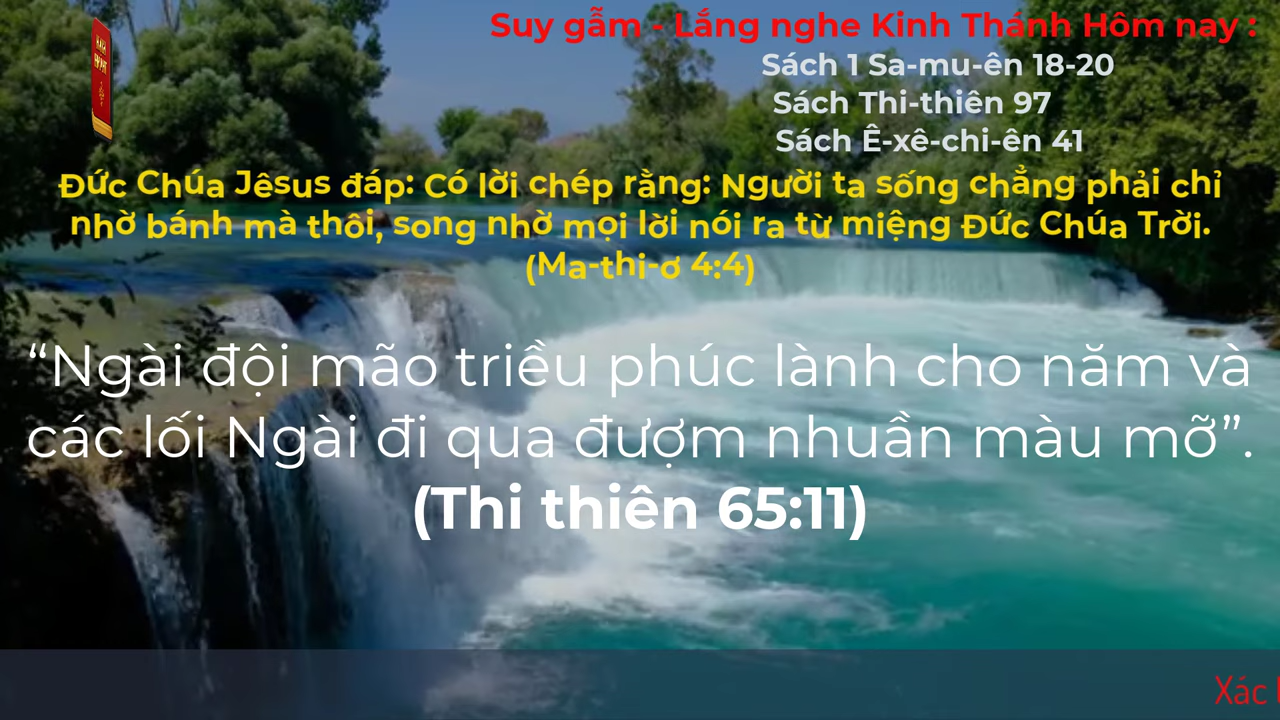 Suy gẫm - Lắng nghe Kinh Thánh Hôm nay :
Sách 1 Sa-mu-ên 18-20
Sách Thi-thiên 97
Sách Ê-xê-chi-ên 41
Đức Chúa Jêsus đáp: Có lời chép rằng: Người ta sống chẳng phải chỉ
nhờ bánh mà thôi, song nhờ mọi lời nói ra từ miệng Đức Chúa Trời.
(Ma-thi-ơ 4:4)
“Ngài đội mão triều phúc lành cho năm và
các lối Ngài đi qua đượm nhuần màu mỡ”.
(Thi thiên 65:11)
Xác